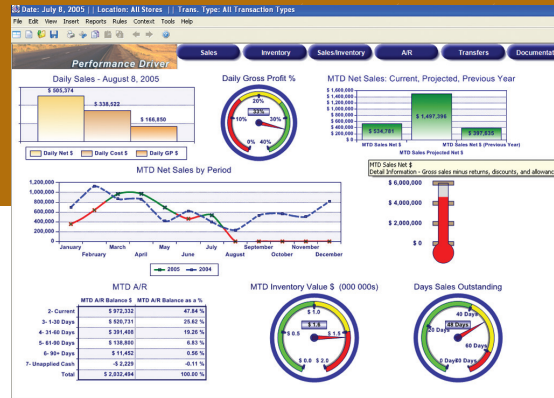 Date: July 8, 2005 || Location: All Stores || Trans. Type: All Transaction Types
File Edit View Insert Reports Rules Context Tools Help
Performance Driver
Sales Inventory Sales/Inventory A/R Transfers Documentat
Daily Sales - August 8, 2005
$ 505,374
$ 338,522
$ 166,850
Daily Net $ Daily Cost $ Daily GP $
Daily Gross Profit %
20%
33%
10% 30%
0% 40%
MTD Net Sales: Current, Projected, Previous Year
$ 1,600,000
$ 1,400,000
$ 1,200,000
$ 1,000,000
$ 800,000
$ 600,000
$ 400,000
$ 200,000
$ 0
$ 534,781
$ 1,497,396
$ 397,835
MTD Sales Net $ MTD Sales Net $ (Previous Year)
MTD Sales Projected Net $
MTD Sales Net $
Detail Information - Gross sales minus returns, discounts, and allowanc
$ 6,000,000
$ 4,000,000
$ 2,000,000
$ 0
MTD Net Sales by Period
1,200,000
1,000,000
800,000
600,000
400,000
200,000
0
January March May July September November
February April June August October December
2005 2004
MTD A/R
MTD A/R Balance $ MTD A/R Balance as a %
2- Current $ 972,332 47.84 %
3- 1-30 Days $ 520,731 25.62 %
4- 31-60 Days $ 391,408 19.26 %
5- 61-90 Days $ 138,800 6.83 %
6- 90+ Days $ 11,452 0.56 %
7- Unapplied Cash -$ 2,229 -0.11 %
Total $ 2,032,494 100.00 %
MTD Inventory Value $ (000 000s)
$ 1.0
$ 1.6
$ 0.5 $ 1.5
$ 0.0 $ 2.0
Days Sales Outstanding
40 Days
48 Days
20 Days
60 Days
0 Day